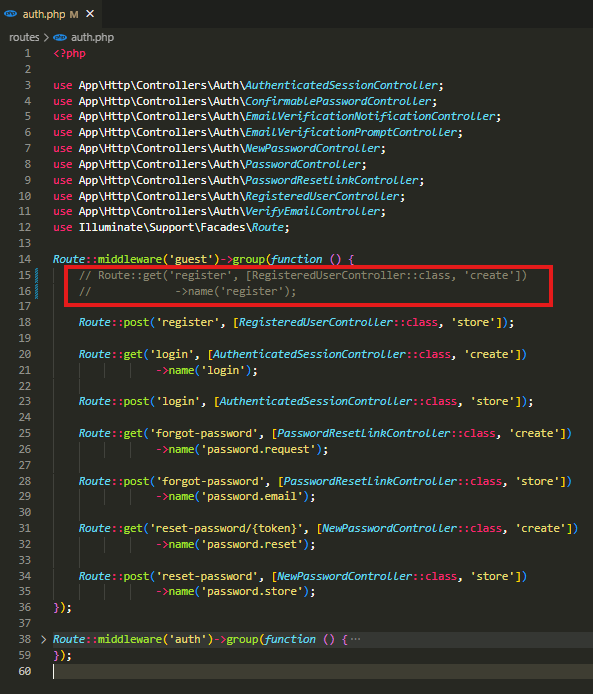 auth.php M ×
routes > auth.php
1 <?php
2
3 use App\Http\Controllers\Auth\AuthenticatedSessionController;
4 use App\Http\Controllers\Auth\ConfirmablePasswordController;
5 use App\Http\Controllers\Auth\EmailVerificationNotificationController;
6 use App\Http\Controllers\Auth\EmailVerificationPromptController;
7 use App\Http\Controllers\Auth\NewPasswordController;
8 use App\Http\Controllers\Auth\PasswordController;
9 use App\Http\Controllers\Auth\PasswordResetLinkController;
10 use App\Http\Controllers\Auth\RegisteredUserController;
11 use App\Http\Controllers\Auth\VerifyEmailController;
12 use Illuminate\Support\Facades\Route;
13
14 Route::middleware('guest')->group(function () {
15     // Route::get('register', [RegisteredUserController::class, 'create'])
16     //             ->name('register');
17
18     Route::post('register', [RegisteredUserController::class, 'store']);
19
20     Route::get('login', [AuthenticatedSessionController::class, 'create'])
21                 ->name('login');
22
23     Route::post('login', [AuthenticatedSessionController::class, 'store']);
24
25     Route::get('forgot-password', [PasswordResetLinkController::class, 'create'])
26                 ->name('password.request');
27
28     Route::post('forgot-password', [PasswordResetLinkController::class, 'store'])
29                 ->name('password.email');
30
31     Route::get('reset-password/{token}', [NewPasswordController::class, 'create'])
32                 ->name('password.reset');
33
34     Route::post('reset-password', [NewPasswordController::class, 'store'])
35                 ->name('password.store');
36 });
37
38 > Route::middleware('auth')->group(function () {···
59 });
60